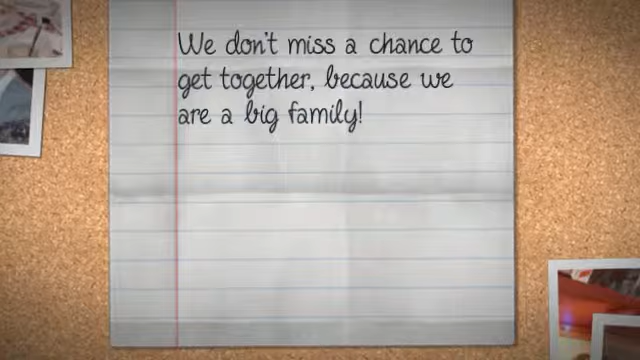 We don't miss a chance to
get together, because we
are a big family!